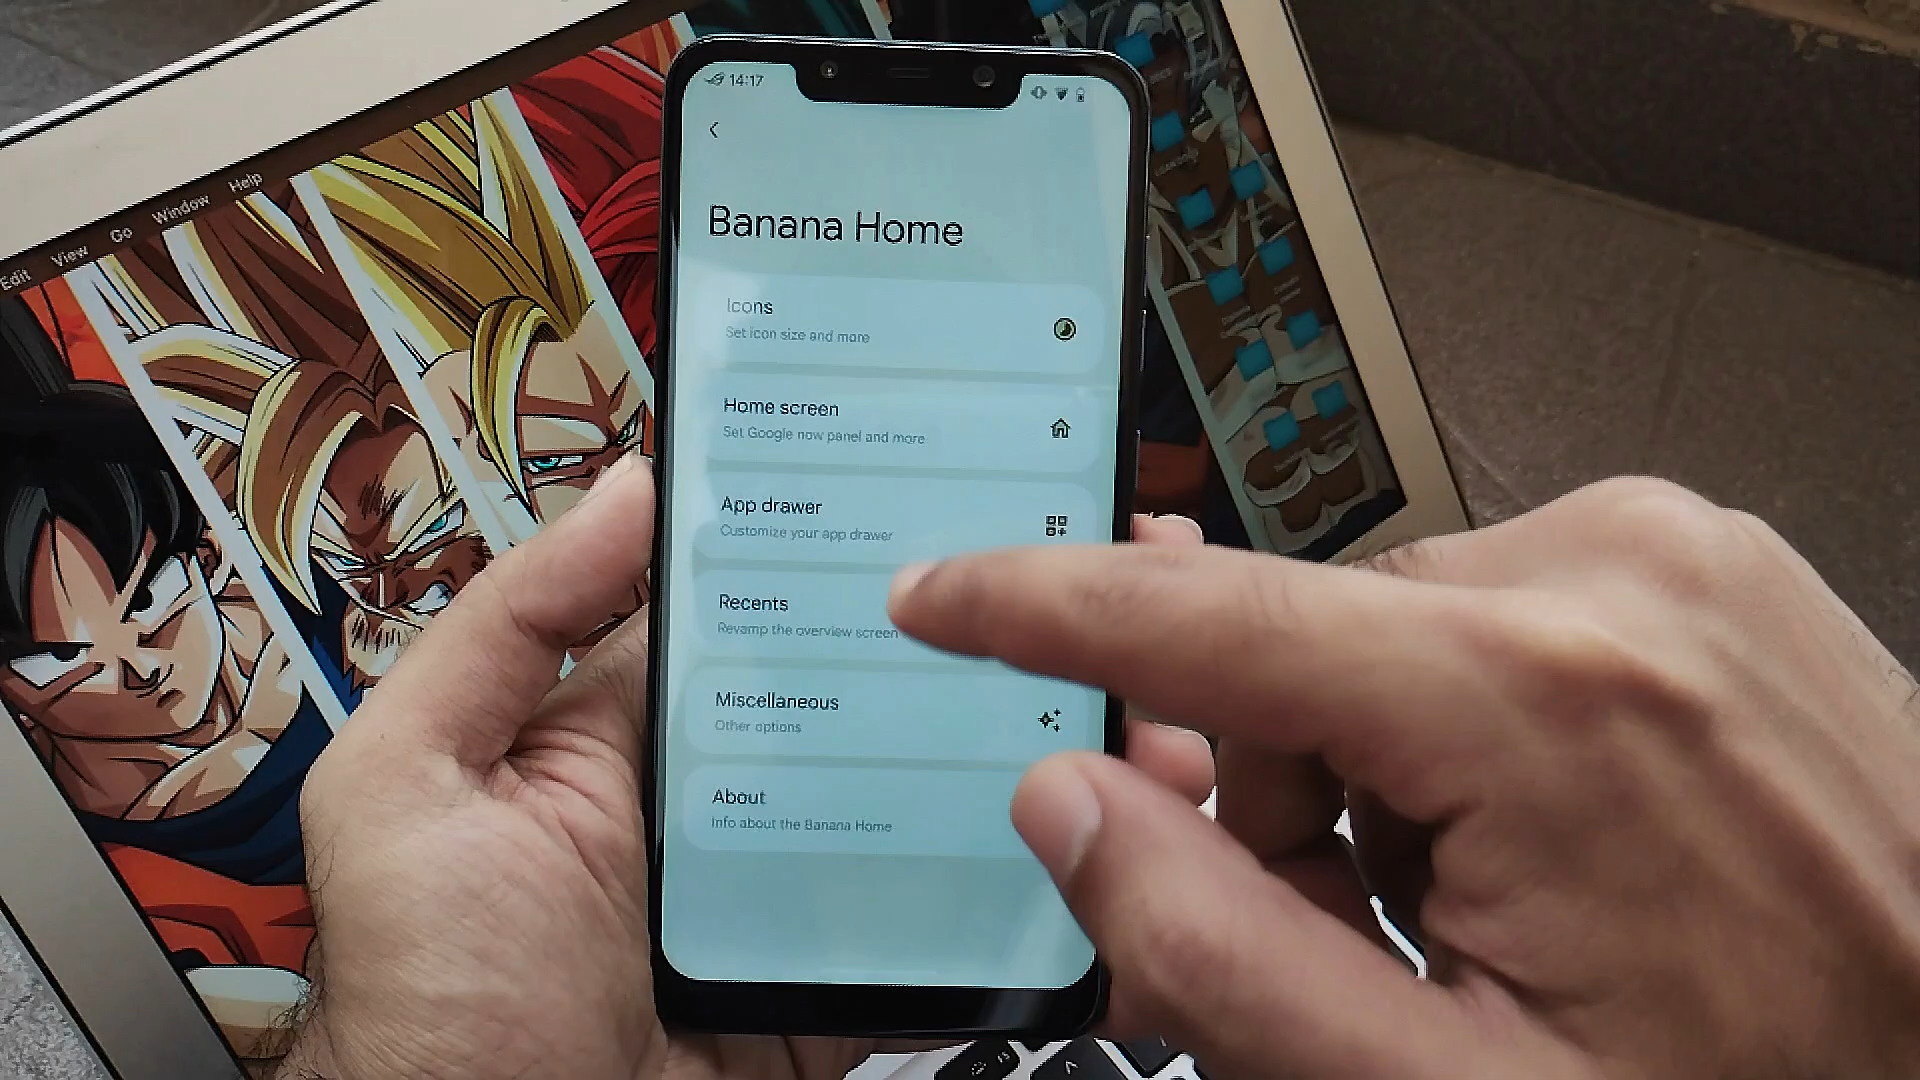 Edit View Go Window Help
14:17
Banana Home
Icons
Set icon size and more
Home screen
Set Google now panel and more
App drawer
Customize your app drawer
Recents
Revamp the overview screen
Miscellaneous
Other options
About
Info about the Banana Home